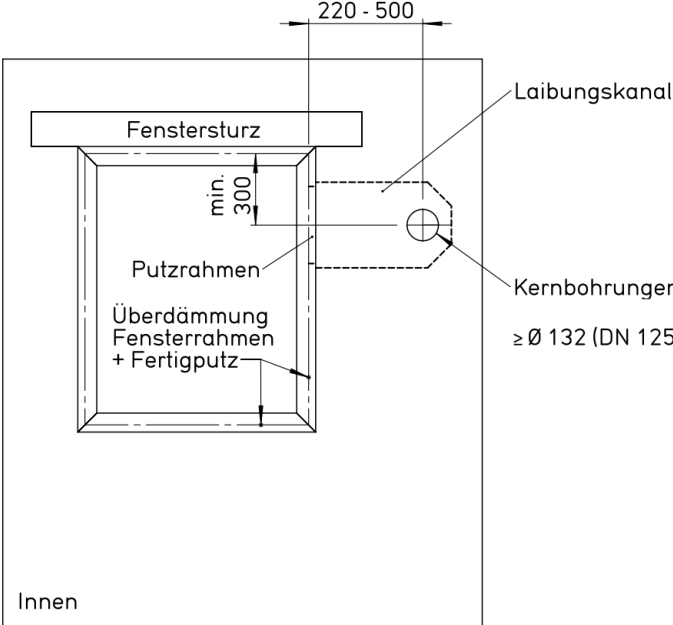 220 - 500
Laibungskanal
Fenstersturz
min.
300
Putzrahmen
Kernbohrungen
Überdämmung
Fensterrahmen
+ Fertigputz
≥ Ø 132 (DN 125
Innen